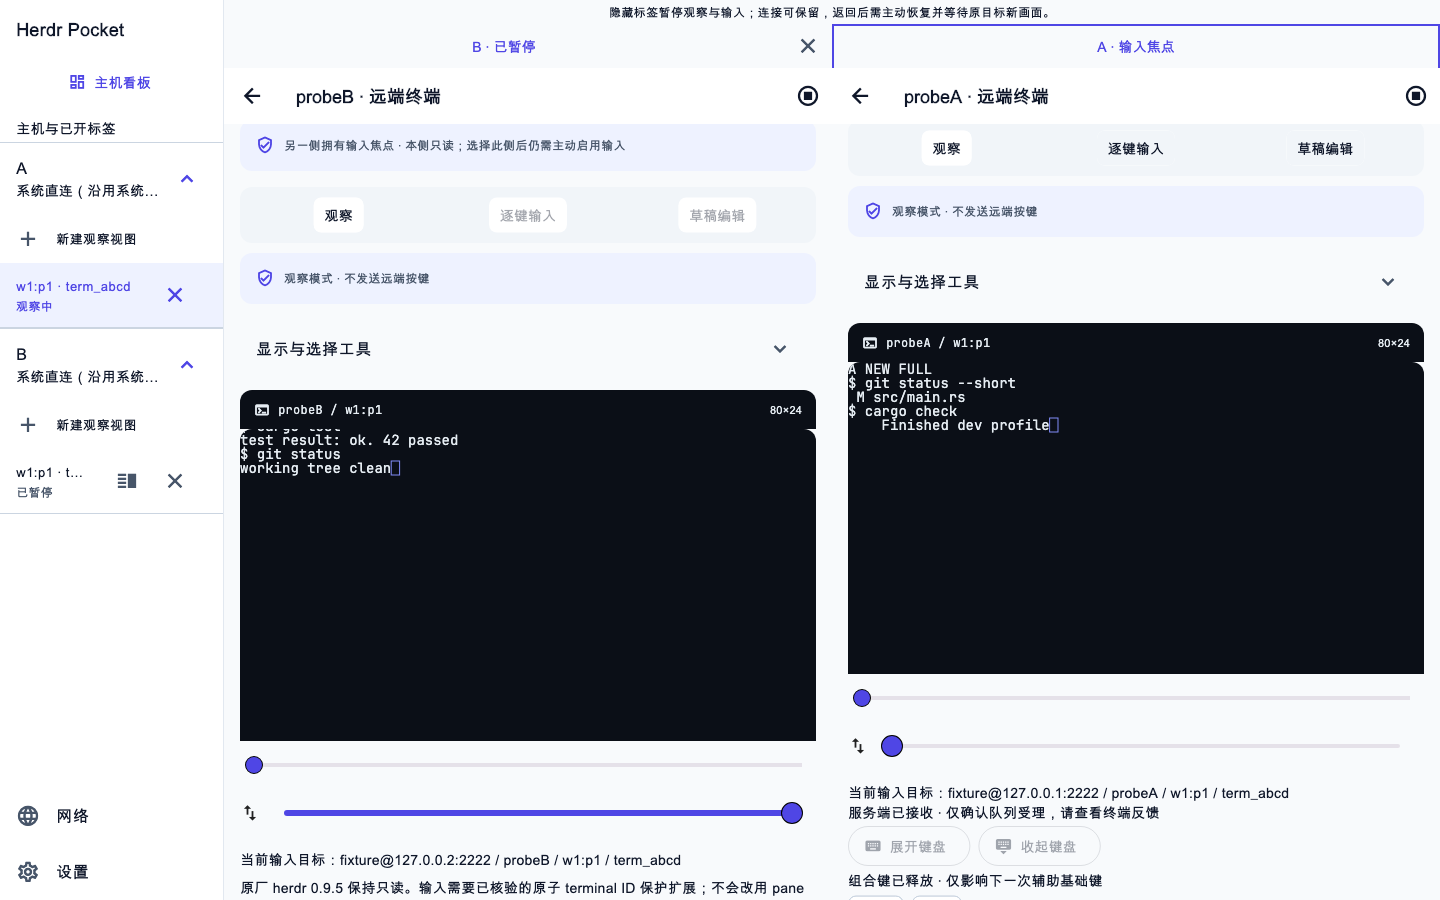 隐藏标签暂停观察与输入；连接可保留，返回后需主动恢复并等待原目标新画面。
Herdr Pocket
主机看板
主机与已开标签
A
系统直连（沿用系统…
新建观察视图
w1:p1 · term_abcd
观察中
B
系统直连（沿用系统…
新建观察视图
w1:p1 · t…
已暂停
网络
设置
B · 已暂停
probeB · 远端终端
另一侧拥有输入焦点 · 本侧只读；选择此侧后仍需主动启用输入
观察 逐键输入 草稿编辑
观察模式 · 不发送远端按键
显示与选择工具
probeB / w1:p1 80×24
test result: ok. 42 passed
$ git status
working tree clean
当前输入目标：fixture@127.0.0.2:2222 / probeB / w1:p1 / term_abcd
原厂 herdr 0.9.5 保持只读。输入需要已核验的原子 terminal ID 保护扩展；不会改用 pane
A · 输入焦点
probeA · 远端终端
观察 逐键输入 草稿编辑
观察模式 · 不发送远端按键
显示与选择工具
probeA / w1:p1 80×24
A NEW FULL
$ git status --short
 M src/main.rs
$ cargo check
    Finished dev profile
当前输入目标：fixture@127.0.0.1:2222 / probeA / w1:p1 / term_abcd
服务端已接收 · 仅确认队列受理，请查看终端反馈
展开键盘 收起键盘
组合键已释放 · 仅影响下一次辅助基础键